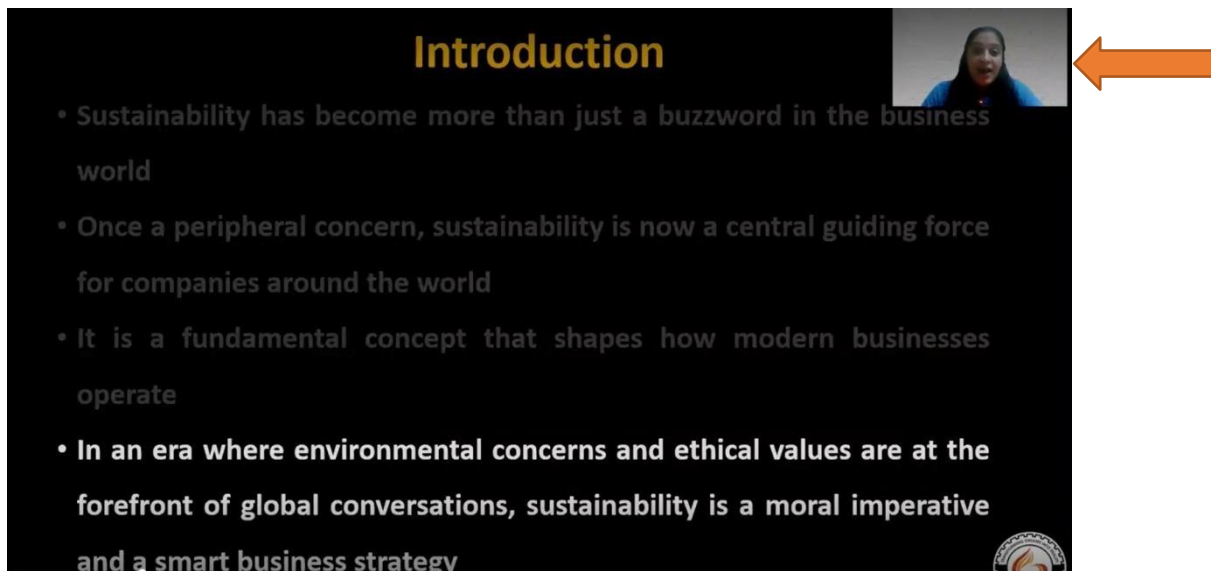 Introduction
• Sustainability has become more than just a buzzword in the business
world
• Once a peripheral concern, sustainability is now a central guiding force
for companies around the world
• It is a fundamental concept that shapes how modern businesses
operate
• In an era where environmental concerns and ethical values are at the
forefront of global conversations, sustainability is a moral imperative
and a smart business strategy